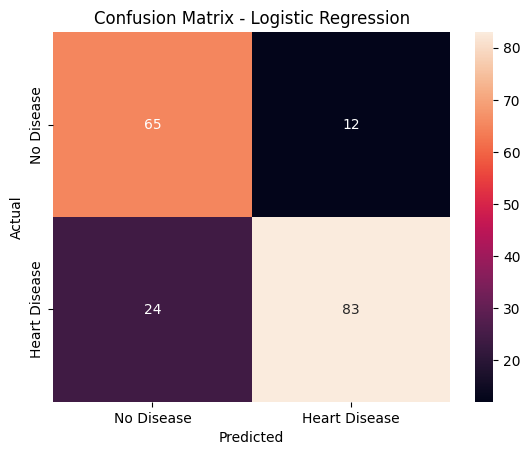 Confusion Matrix - Logistic Regression
No Disease
Heart Disease
Actual
65
12
24
83
No Disease
Heart Disease
Predicted
80
70
60
50
40
30
20